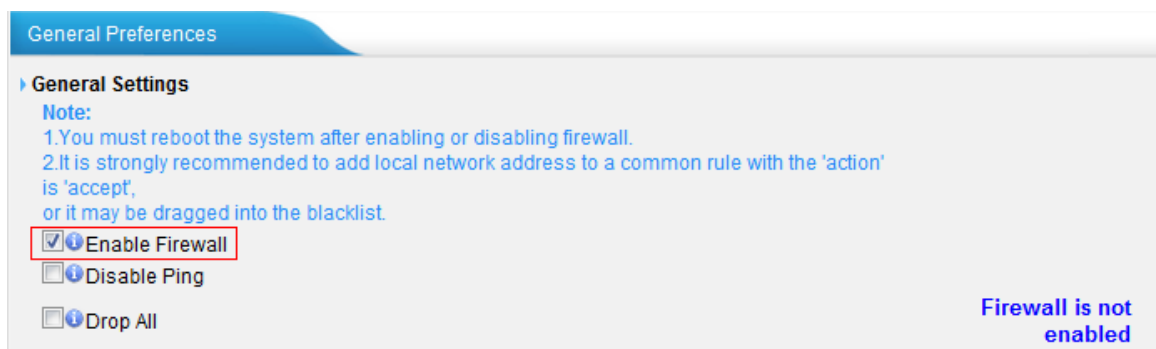 General Preferences
General Settings
Note:
1.You must reboot the system after enabling or disabling firewall.
2.It is strongly recommended to add local network address to a common rule with the 'action'
is 'accept',
or it may be dragged into the blacklist.
Enable Firewall
Disable Ping
Drop All
Firewall is not
enabled